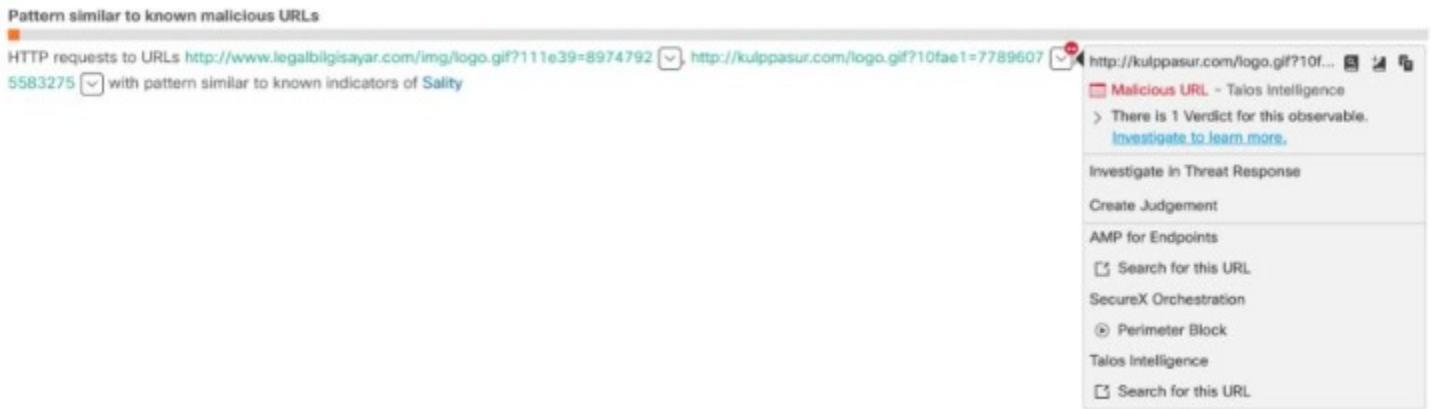 Pattern similar to known malicious URLs
HTTP requests to URLs http://www.legalbilgisayar.com/img/logo.gif?111e39=8974792 , http://kulppasur.com/logo.gif?10fae1=7789607
5583275 with pattern similar to known indicators of Sality
http://kulppasur.com/logo.gif?10f...
Malicious URL - Talos Intelligence
There is 1 Verdict for this observable.
Investigate to learn more.
Investigate in Threat Response
Create Judgement
AMP for Endpoints
Search for this URL
SecureX Orchestration
Perimeter Block
Talos Intelligence
Search for this URL